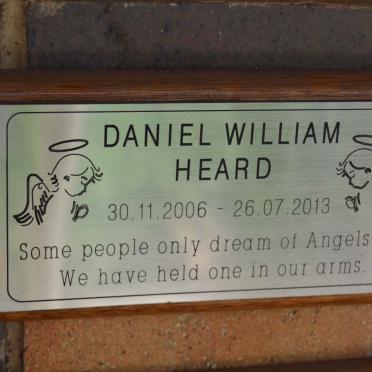 DANIEL WILLIAM
HEARD
30.11.2006 - 26.07.2013
Some people only dream of Angels.
We have held one in our arms.